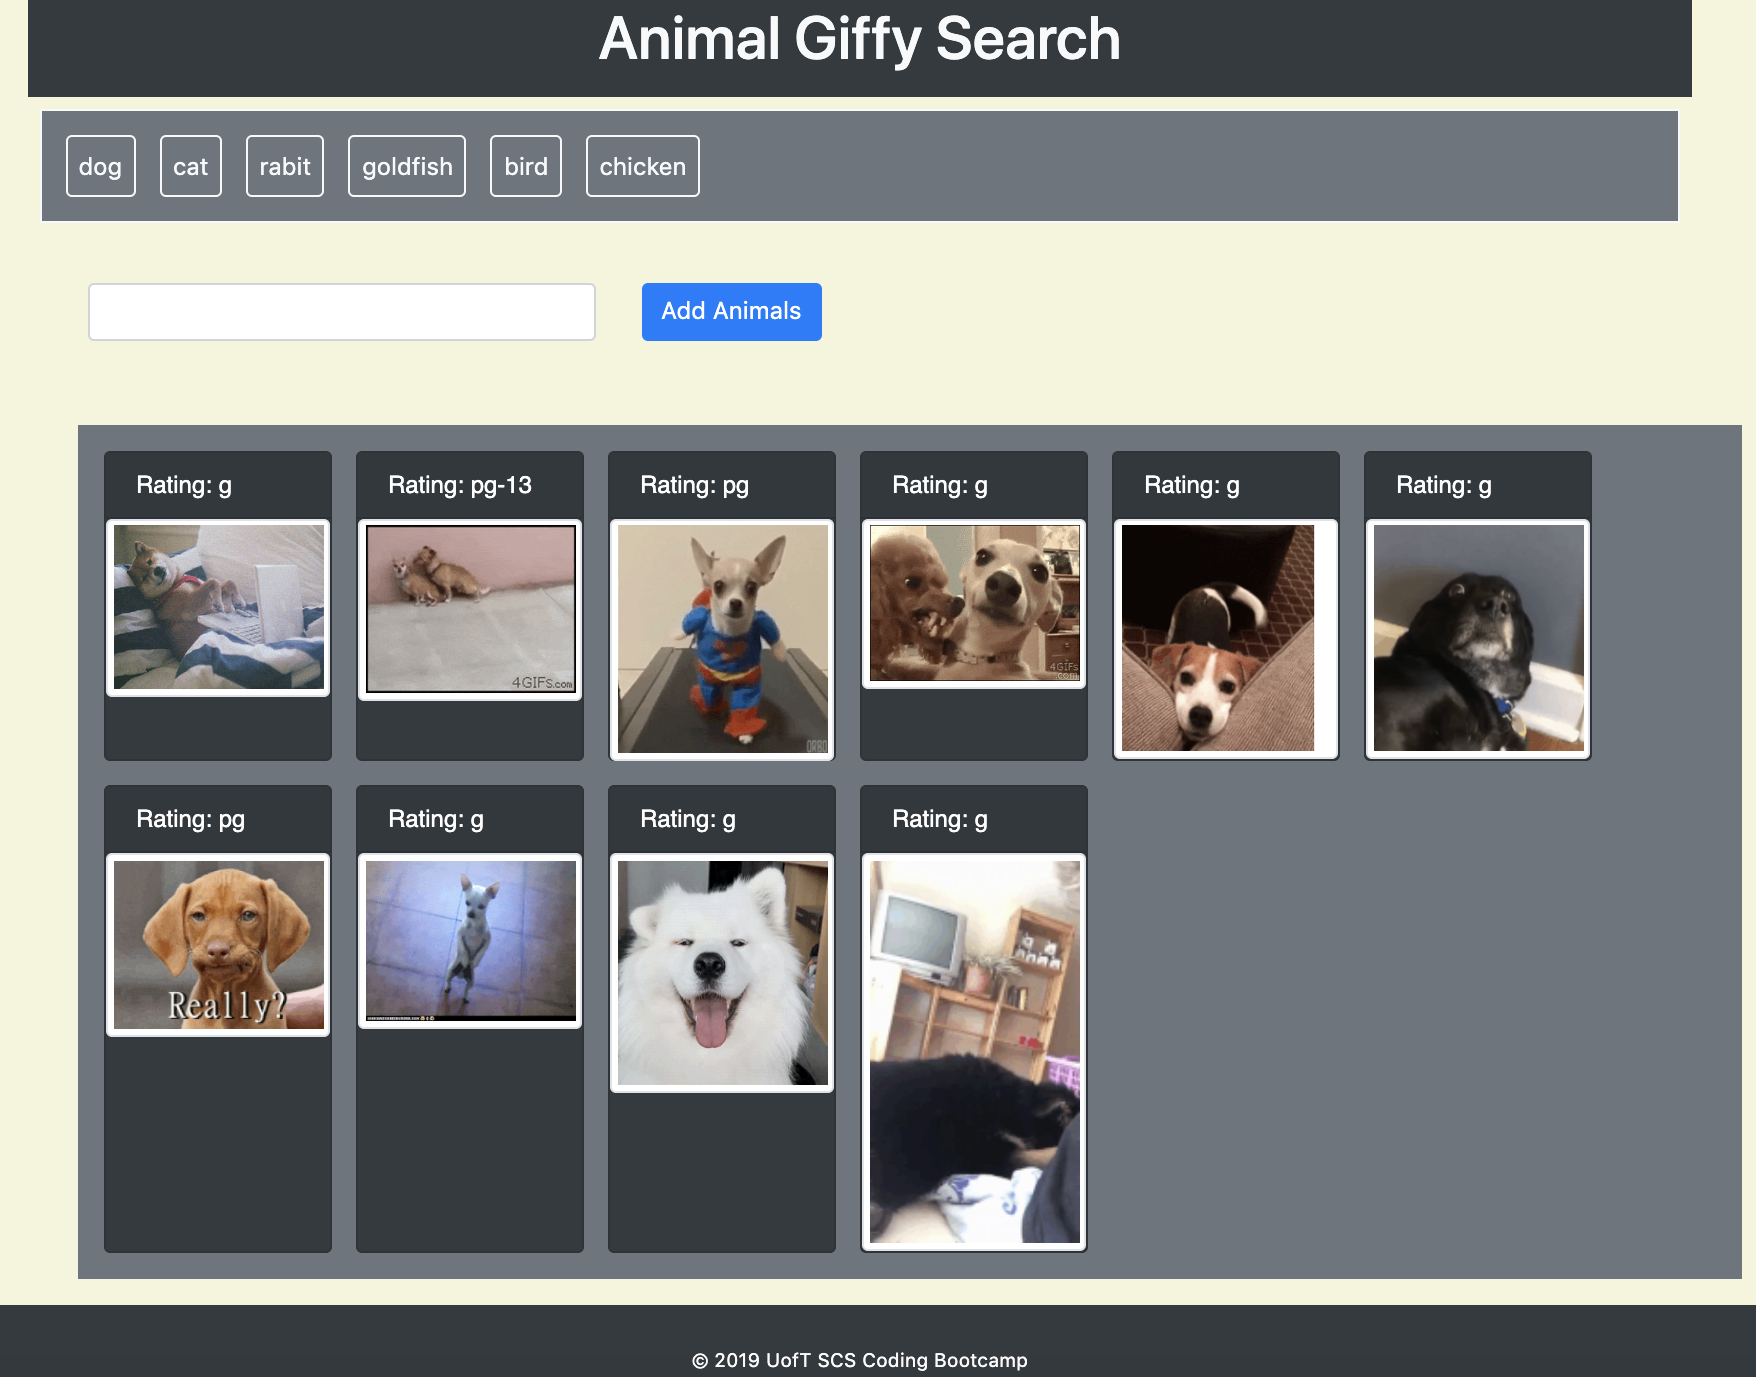 Animal Giffy Search
dog cat rabit goldfish bird chicken
Add Animals
Rating: g Rating: pg-13 Rating: pg Rating: g Rating: g Rating: g
4GIFs.com
4GIFs
.com
ORBO
Rating: pg Rating: g Rating: g Rating: g
Really?
© 2019 UofT SCS Coding Bootcamp